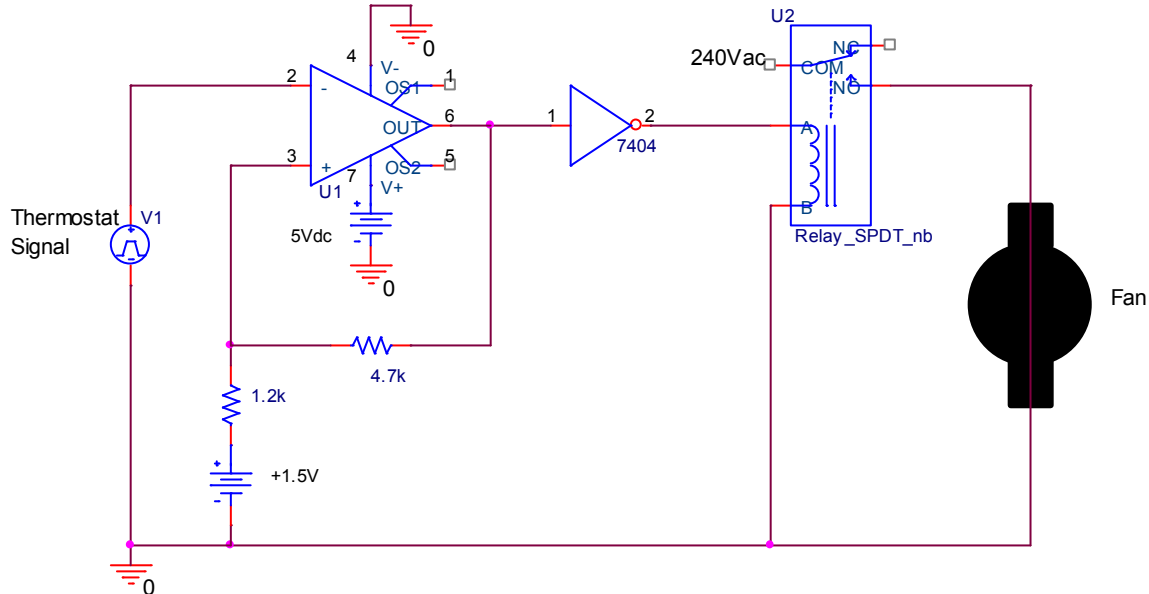 U2
4
0
V-
2
-
OS1
1
NC
240Vac
COM
NO
6
OUT
1
2
7404
A
3
+
OS2
5
7
U1
V+
B
Relay_SPDT_nb
Thermostat
Signal
V1
+
-
+
5Vdc
-
0
Fan
4.7k
1.2k
+
+1.5V
-
0